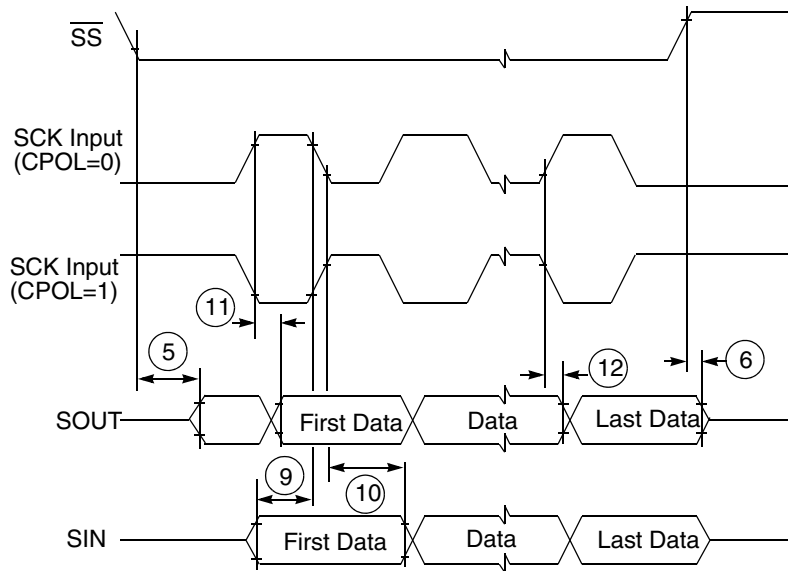 SS
SCK Input
(CPOL=0)
SCK Input
(CPOL=1)
11
5
12
6
SOUT
First Data
Data
Last Data
9
10
SIN
First Data
Data
Last Data